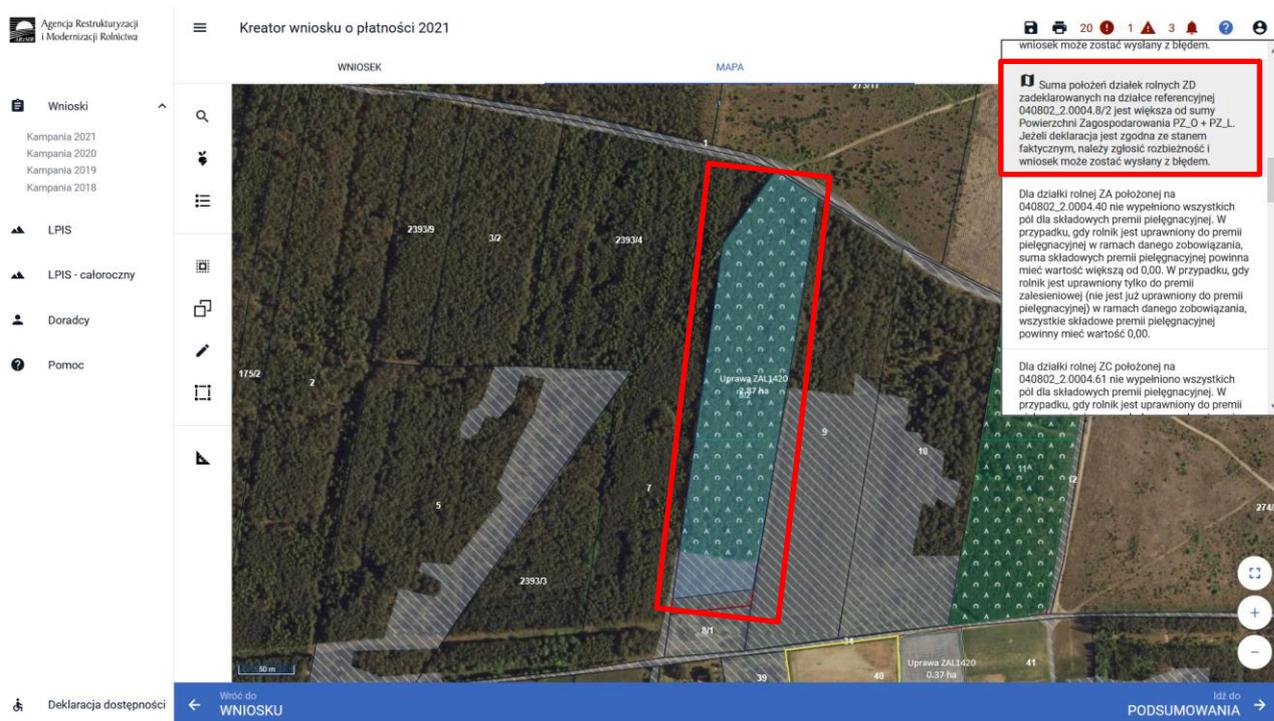 Agencja Restrukturyzacji
i Modernizacji Rolnictwa
Kreator wniosku o płatności 2021
20
1
3
WNIOSEK
MAPA
Wnioski
Kampania 2021
Kampania 2020
Kampania 2019
Kampania 2018
LPIS
LPIS - całoroczny
Doradcy
Pomoc
Deklaracja dostępności
wniosek może zostać wysłany z błędem.
Suma położeń działek rolnych ZD
zadeklarowanych na działce referencyjnej
040802_2.0004.8/2 jest większa od sumy
Powierzchni Zagospodarowania PZ_O + PZ_L.
Jeżeli deklaracja jest zgodna ze stanem
faktycznym, należy zgłosić rozbieżność i
wniosek może zostać wysłany z błędem.
Dla działki rolnej ZA położonej na
040802_2.0004.40 nie wypełniono wszystkich
pól dla składowych premii pielęgnacyjnej. W
przypadku, gdy rolnik jest uprawniony do premii
pielęgnacyjnej w ramach danego zobowiązania,
suma składowych premii pielęgnacyjnej powinna
mieć wartość większą od 0,00. W przypadku, gdy
rolnik jest uprawniony tylko do premii
zalesieniowej (nie jest już uprawniony do premii
pielęgnacyjnej) w ramach danego zobowiązania,
wszystkie składowe premii pielęgnacyjnej
powinny mieć wartość 0,00.
Dla działki rolnej ZC położonej na
040802_2.0004.61 nie wypełniono wszystkich
pól dla składowych premii pielęgnacyjnej. W
przypadku, gdy rolnik jest uprawniony do premii
273/11
1
2393/9
3/2
2393/4
175/2
2
Uprawa ZAL1420
2.87 ha
9
10
11
12
5
7
2393/3
8/1
34
39
40
41
Uprawa ZAL1420
0.37 ha
50 m
Wróć do
WNIOSKU
Idź do
PODSUMOWANIA